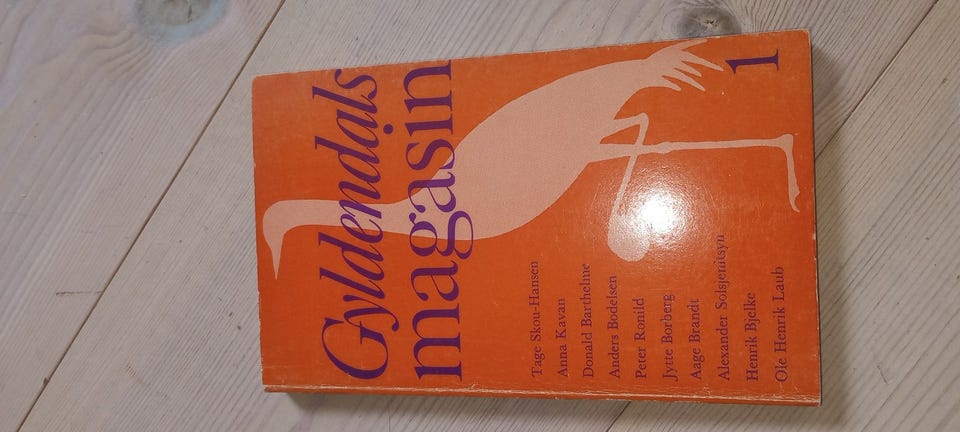 Gyldendals
magasin
1
Tage Skou-Hansen
Anna Kavan
Donald Barthelme
Anders Bodelsen
Peter Ronild
Jytte Borberg
Aage Brandt
Alexander Solsjenitsyn
Henrik Bjelke
Ole Henrik Laub